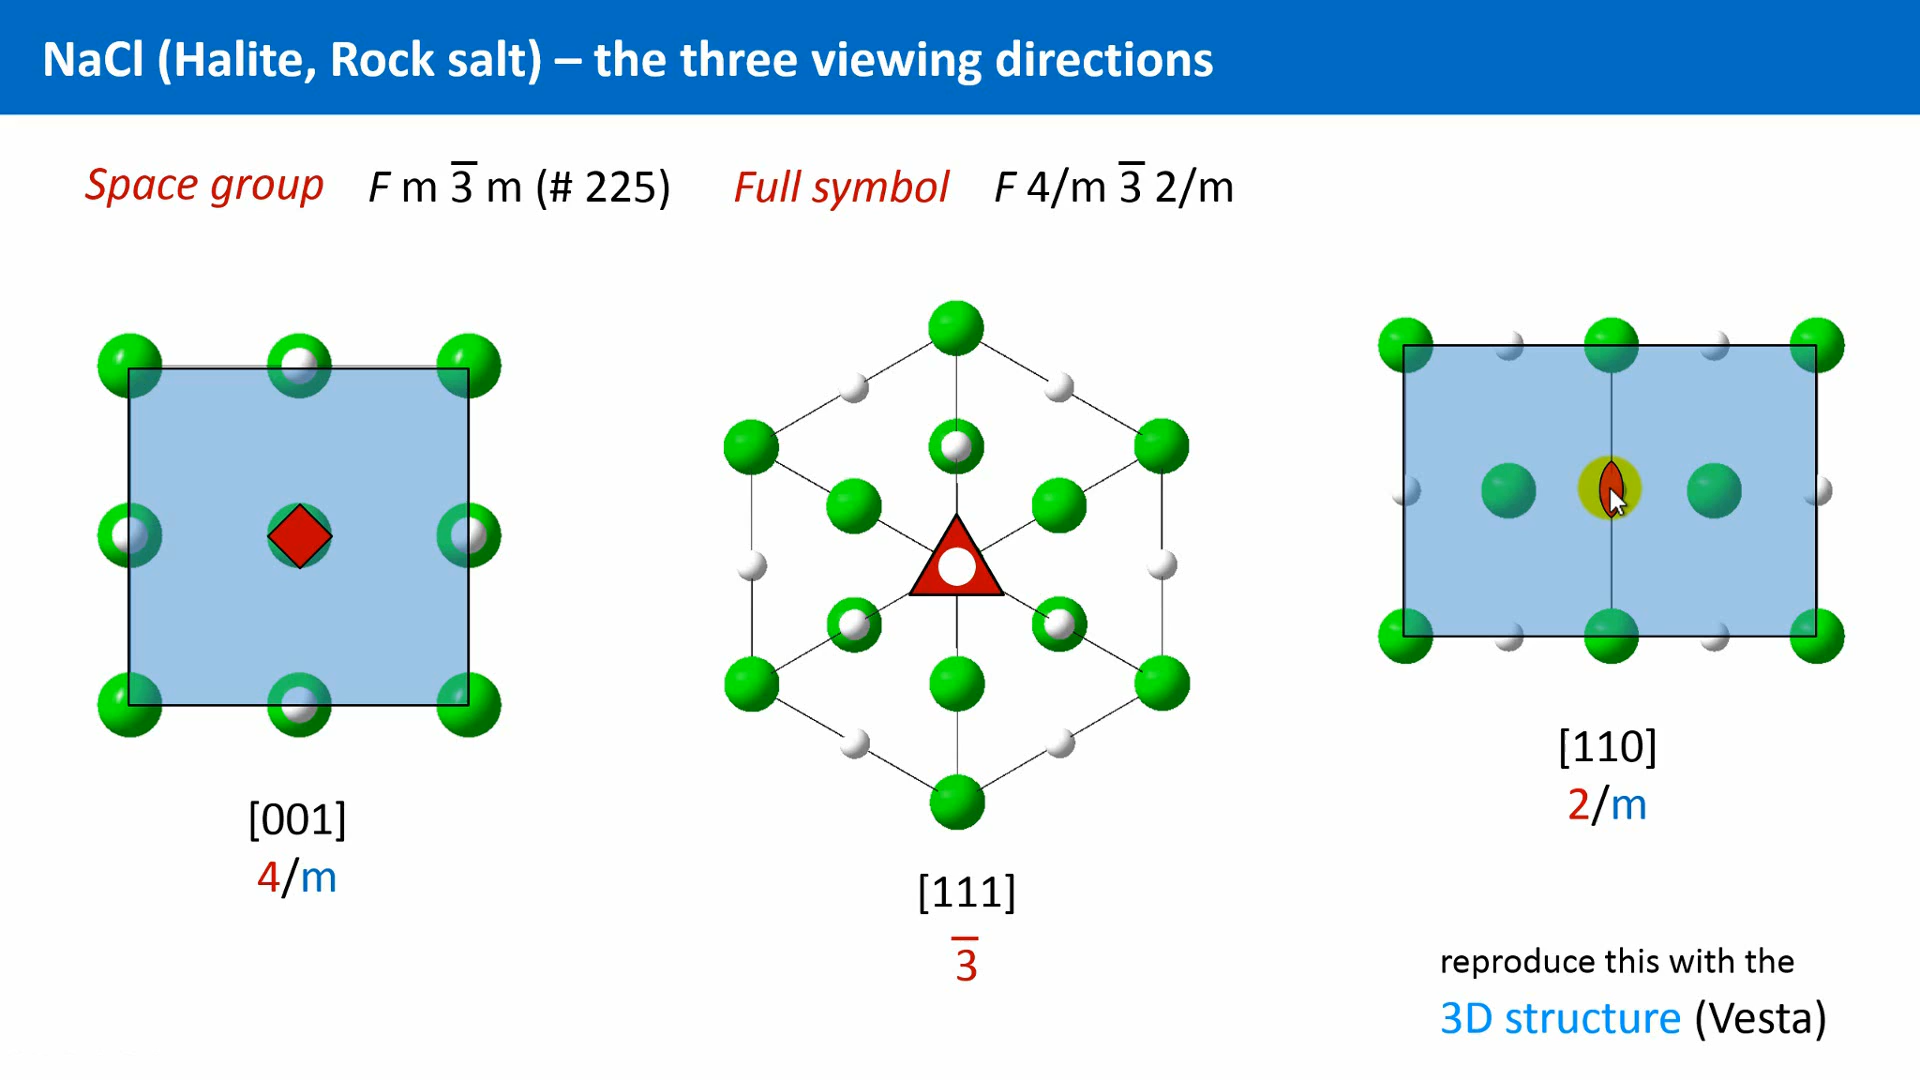 NaCl (Halite, Rock salt) – the three viewing directions
Space group F m 3̅ m (# 225) Full symbol F 4/m 3̅ 2/m
[001]
4/m
[111]
3̅
[110]
2/m
reproduce this with the
3D structure (Vesta)